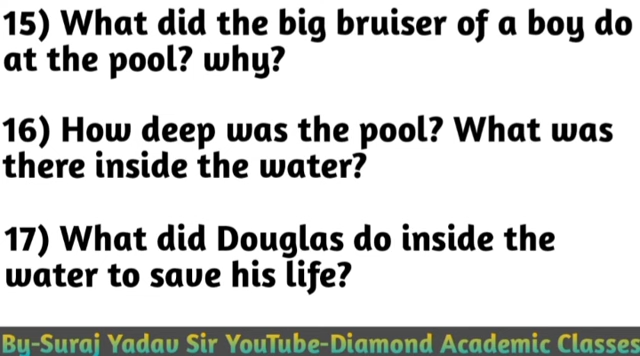 15) What did the big bruiser of a boy do
at the pool? why?
16) How deep was the pool? What was
there inside the water?
17) What did Douglas do inside the
water to save his life?
By-Suraj Yadav Sir YouTube-Diamond Academic Classes